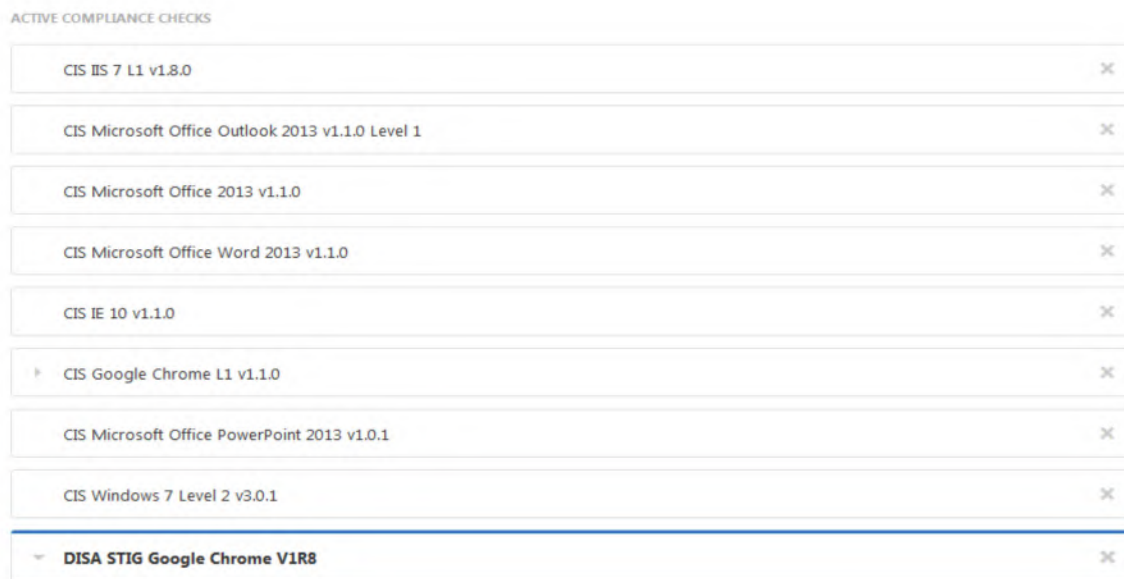 ACTIVE COMPLIANCE CHECKS
CIS IIS 7 L1 v1.8.0
CIS Microsoft Office Outlook 2013 v1.1.0 Level 1
CIS Microsoft Office 2013 v1.1.0
CIS Microsoft Office Word 2013 v1.1.0
CIS IE 10 v1.1.0
CIS Google Chrome L1 v1.1.0
CIS Microsoft Office PowerPoint 2013 v1.0.1
CIS Windows 7 Level 2 v3.0.1
DISA STIG Google Chrome V1R8